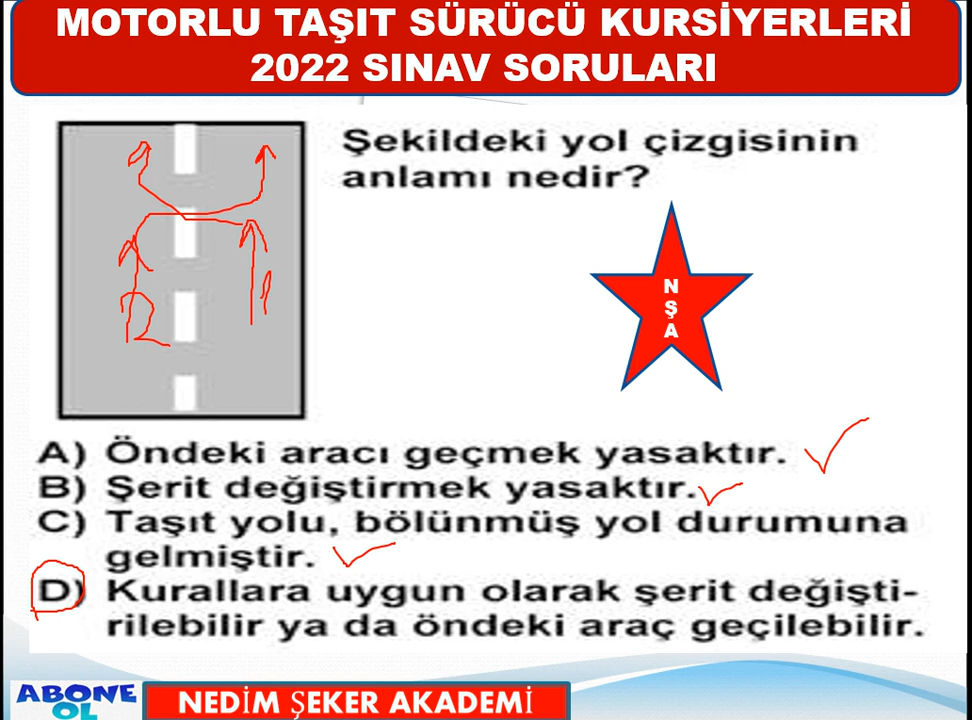 MOTORLU TAŞIT SÜRÜCÜ KURSİYERLERİ
2022 SINAV SORULARI
Şekildeki yol çizgisinin
anlamı nedir?
N
Ş
A
A) Öndeki aracı geçmek yasaktır.
B) Şerit değiştirmek yasaktır.
C) Taşıt yolu, bölünmüş yol durumuna
gelmiştir.
D) Kurallara uygun olarak şerit değişti-
rilebilir ya da öndeki araç geçilebilir.
ABONE
OL
NEDİM ŞEKER AKADEMİ